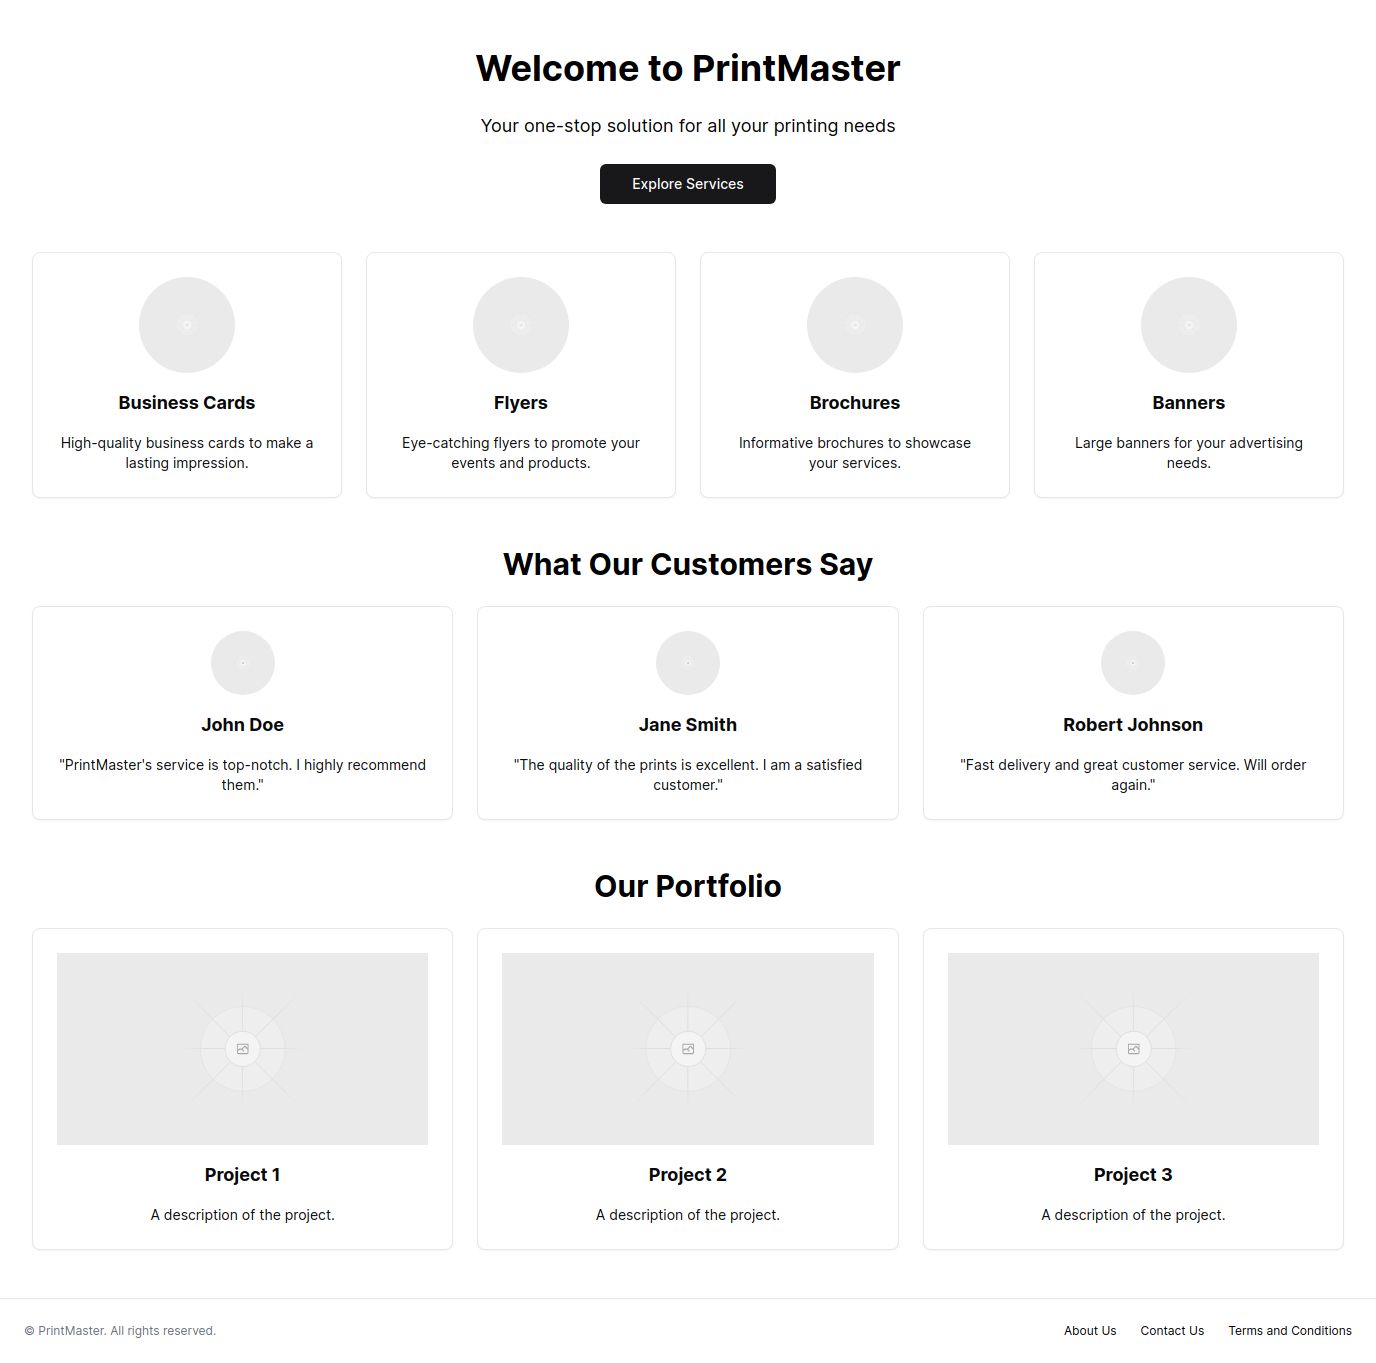 Welcome to PrintMaster
Your one-stop solution for all your printing needs
Explore Services
Business Cards
High-quality business cards to make a
lasting impression.
Flyers
Eye-catching flyers to promote your
events and products.
Brochures
Informative brochures to showcase
your services.
Banners
Large banners for your advertising
needs.
What Our Customers Say
John Doe
"PrintMaster's service is top-notch. I highly recommend
them."
Jane Smith
"The quality of the prints is excellent. I am a satisfied
customer."
Robert Johnson
"Fast delivery and great customer service. Will order
again."
Our Portfolio
Project 1
A description of the project.
Project 2
A description of the project.
Project 3
A description of the project.
© PrintMaster. All rights reserved.
About Us
Contact Us
Terms and Conditions